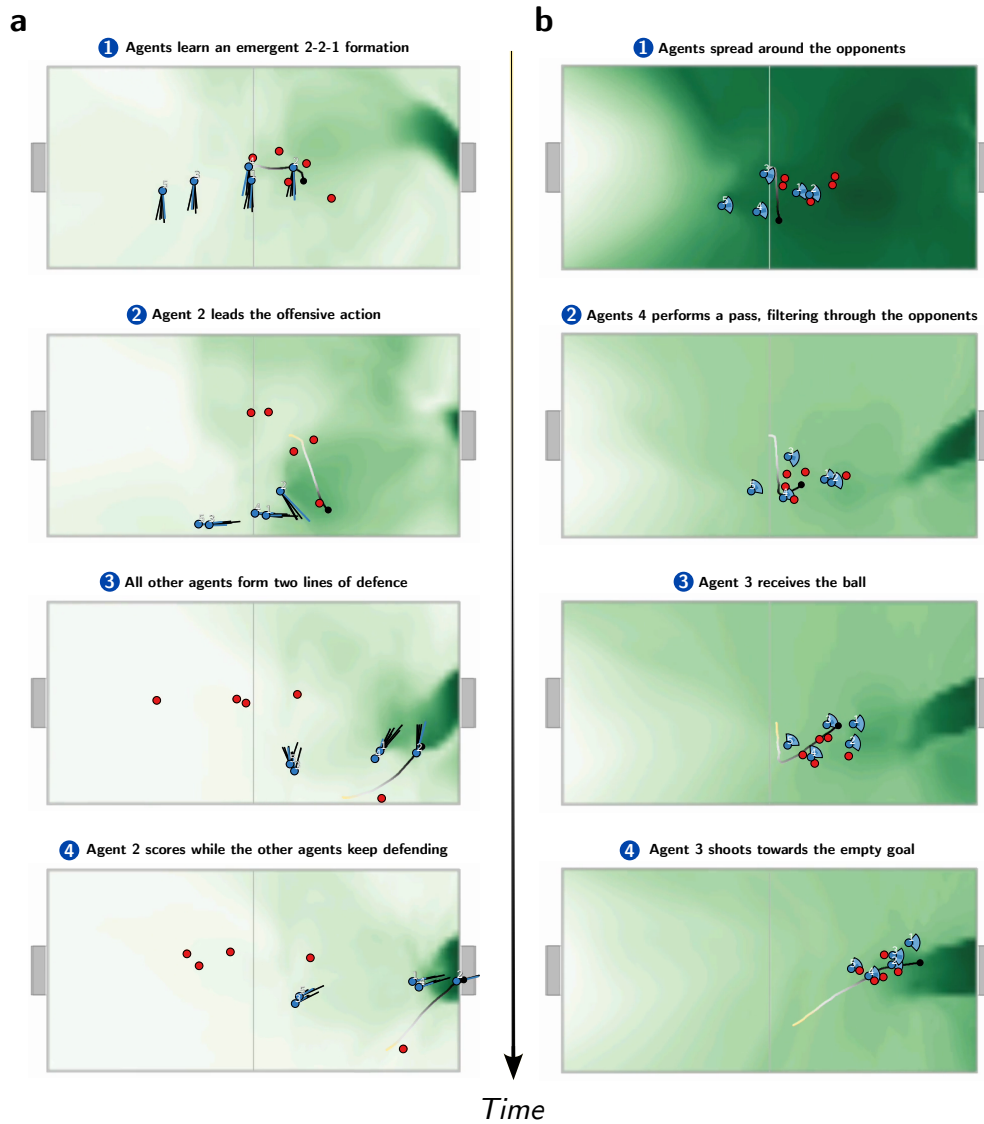 a
1 Agents learn an emergent 2-2-1 formation
2 Agent 2 leads the offensive action
3 All other agents form two lines of defence
4 Agent 2 scores while the other agents keep defending
b
1 Agents spread around the opponents
2 Agents 4 performs a pass, filtering through the opponents
3 Agent 3 receives the ball
4 Agent 3 shoots towards the empty goal
Time